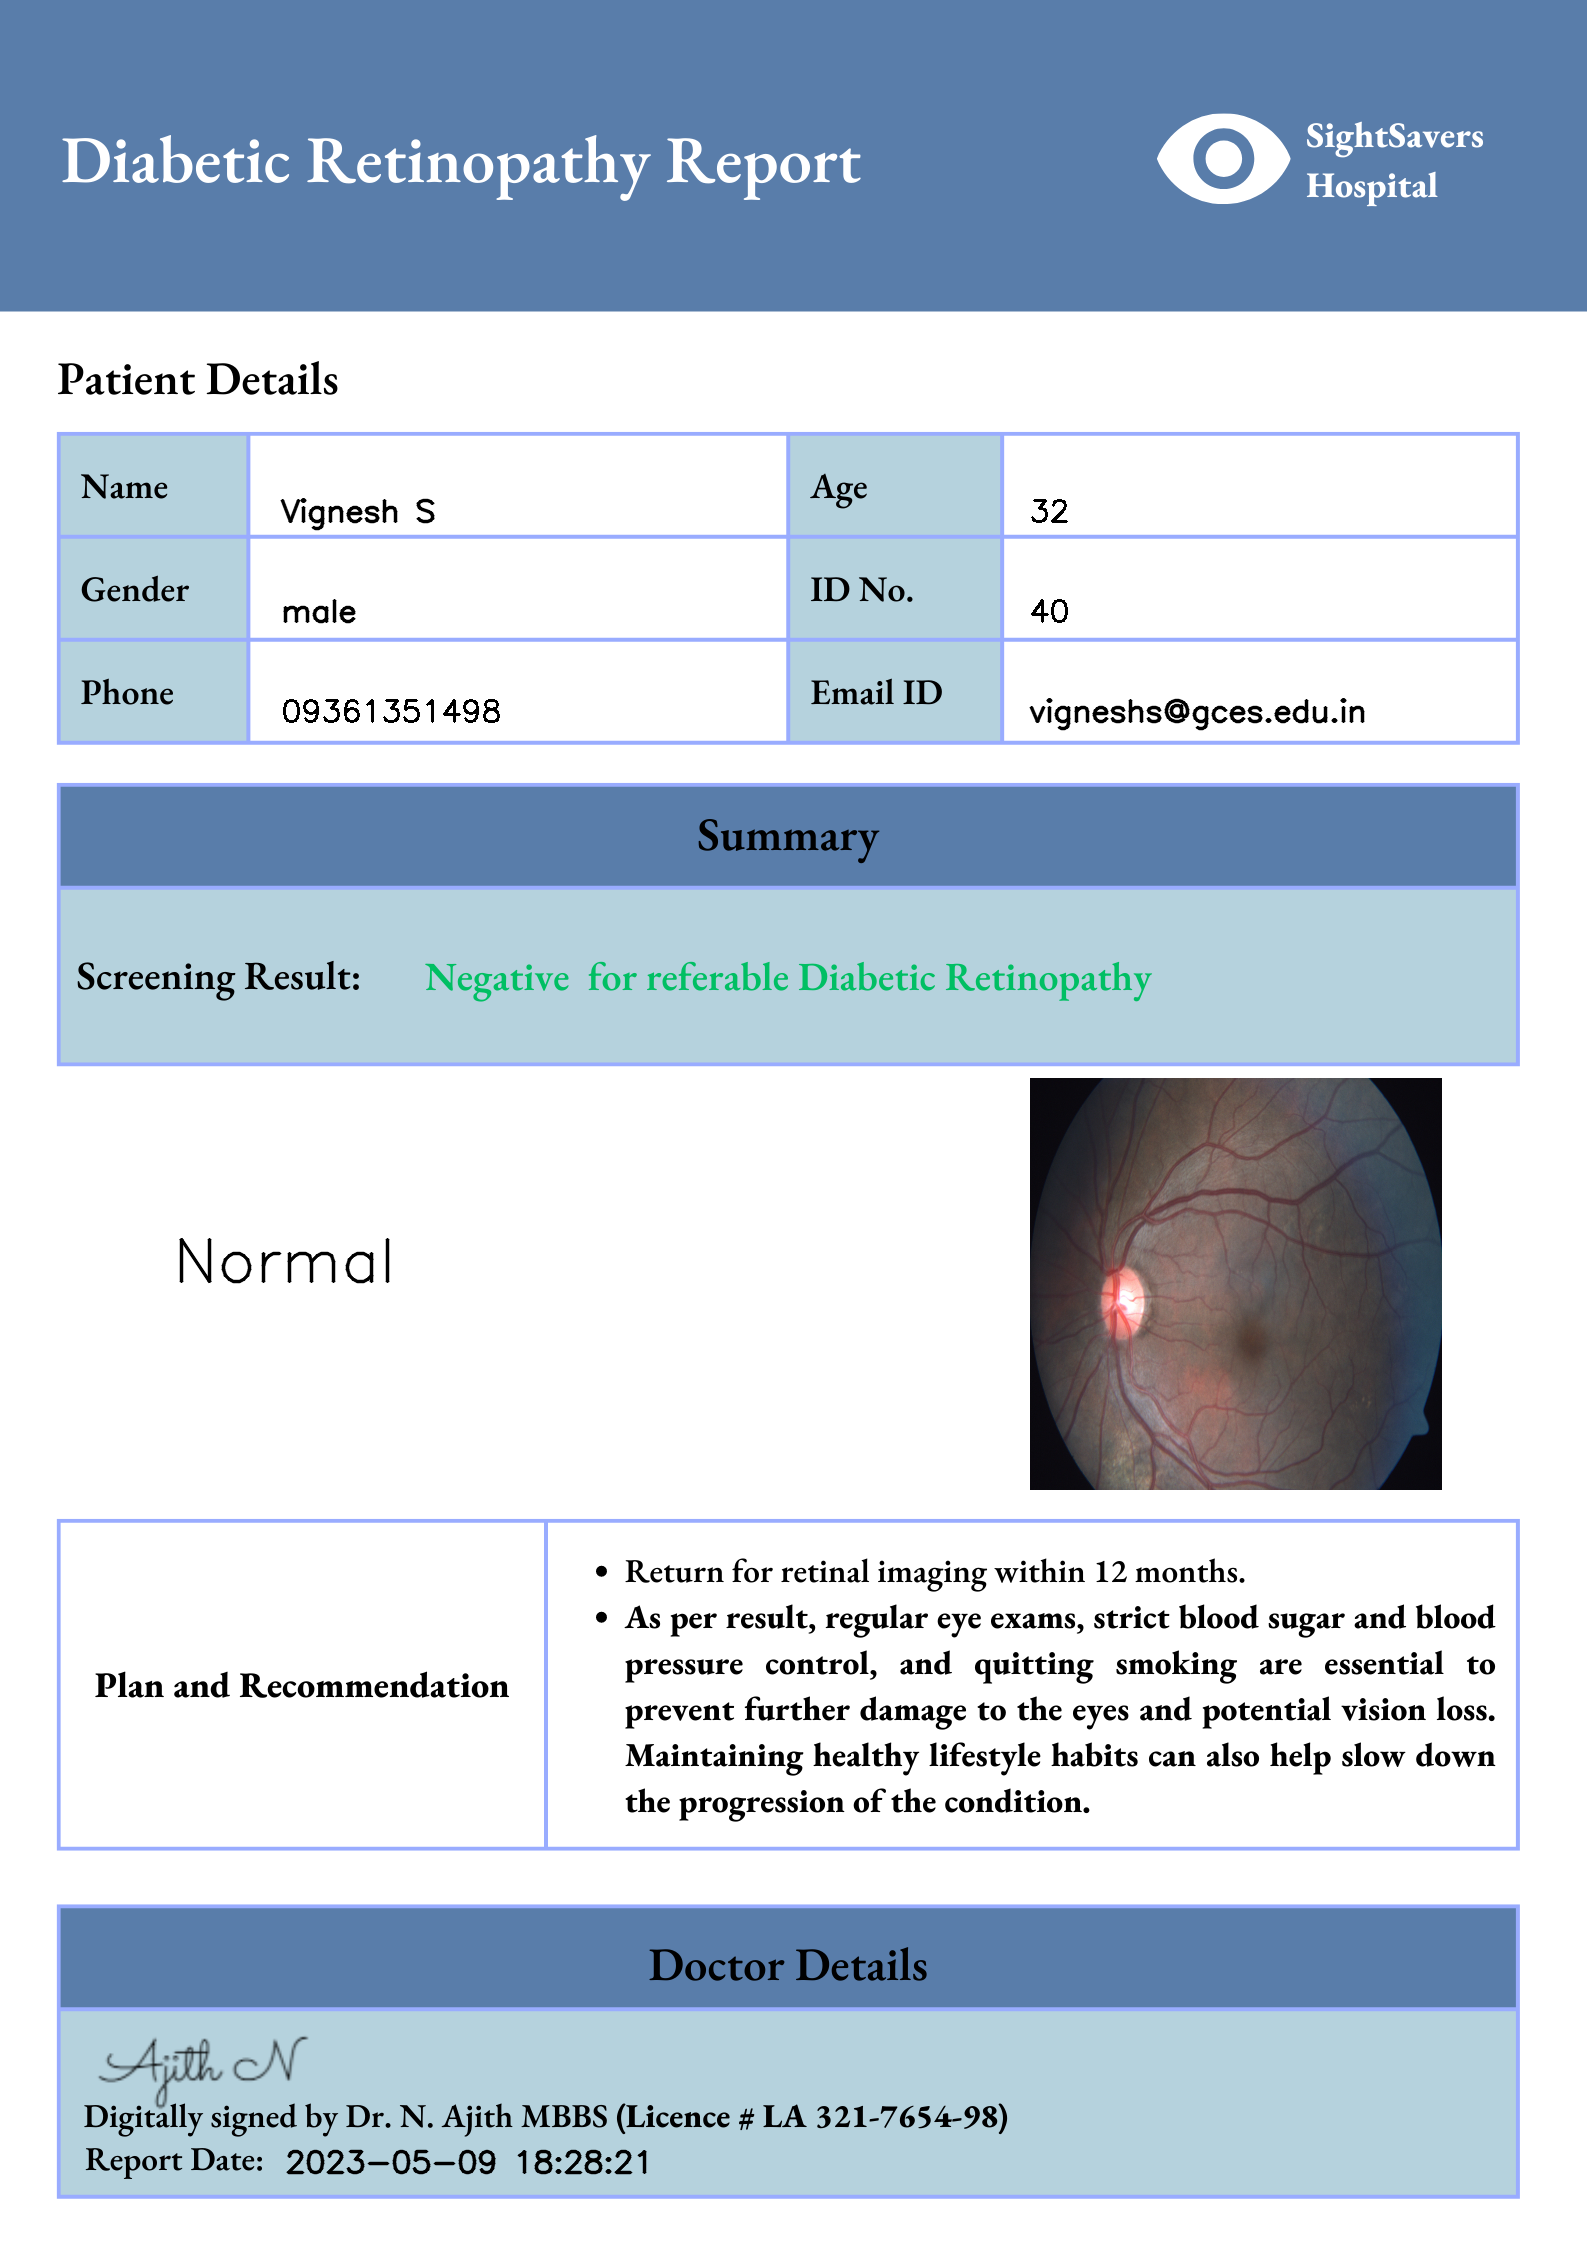 Diabetic Retinopathy Report
SightSavers
Hospital
Patient Details
Name
Vignesh S
Age
32
Gender
male
ID No.
40
Phone
09361351498
Email ID
vigneshs@gces.edu.in
Summary
Screening Result: Negative for referable Diabetic Retinopathy
Normal
Plan and Recommendation
• Return for retinal imaging within 12 months.
• As per result, regular eye exams, strict blood sugar and blood
pressure control, and quitting smoking are essential to
prevent further damage to the eyes and potential vision loss.
Maintaining healthy lifestyle habits can also help slow down
the progression of the condition.
Doctor Details
Ajith N
Digitally signed by Dr. N. Ajith MBBS (Licence # LA 321-7654-98)
Report Date: 2023-05-09 18:28:21